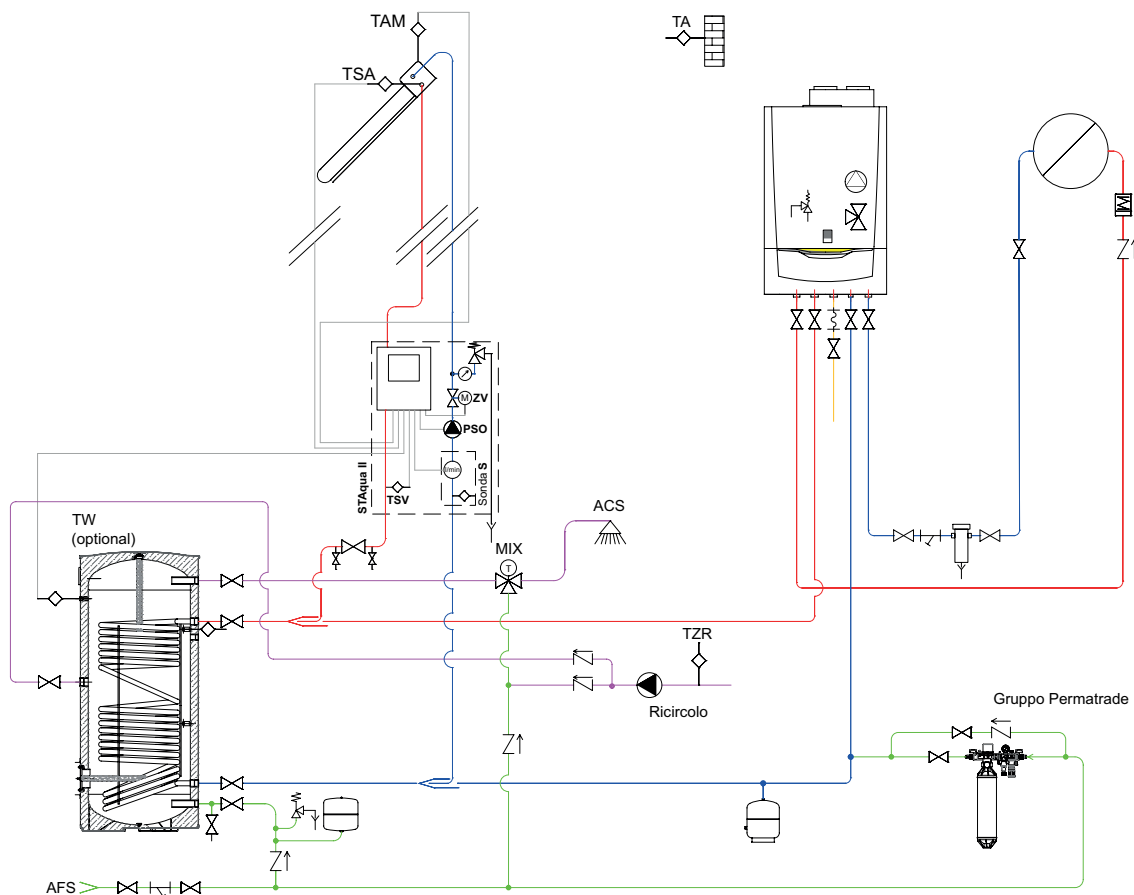 TAM
TA
TSA
M
ZV
PSO
l/min
STAqua II
TSV
Sonda S
TW
(optional)
ACS
MIX
T
TZR
Ricircolo
Gruppo Permatrade
AFS